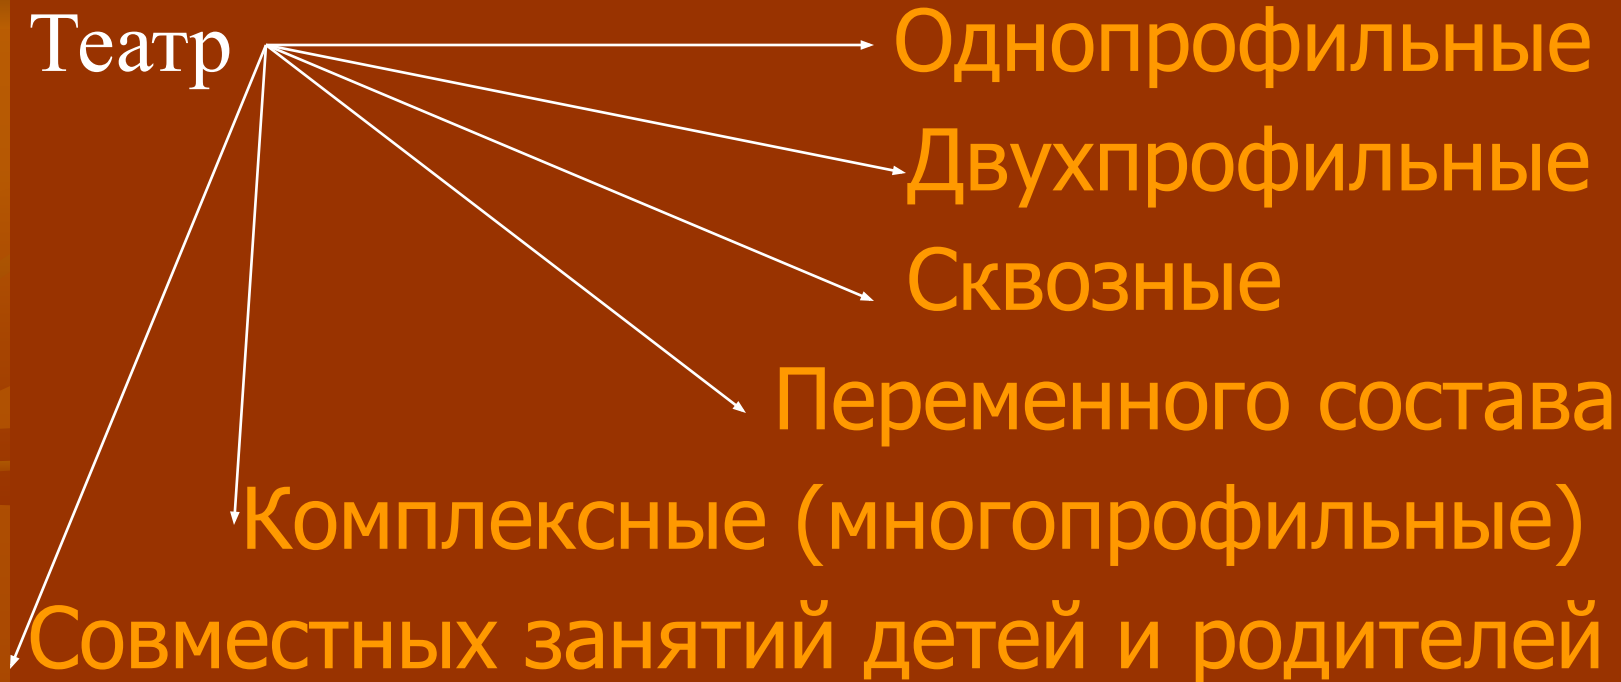 Театр
Однопрофильные
Двухпрофильные
Сквозные
Переменного состава
Комплексные (многопрофильные)
Совместных занятий детей и родителей